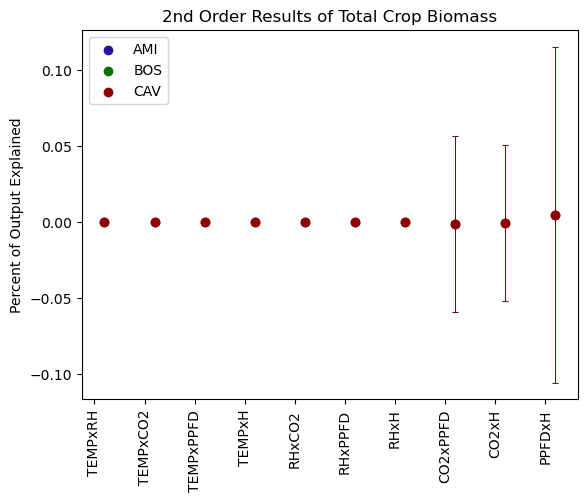 2nd Order Results of Total Crop Biomass
AMI
BOS
CAV
Percent of Output Explained
0.10
0.05
0.00
−0.05
−0.10
TEMPxRH
TEMPxCO2
TEMPxPPFD
TEMPxH
RHxCO2
RHxPPFD
RHxH
CO2xPPFD
CO2xH
PPFDxH